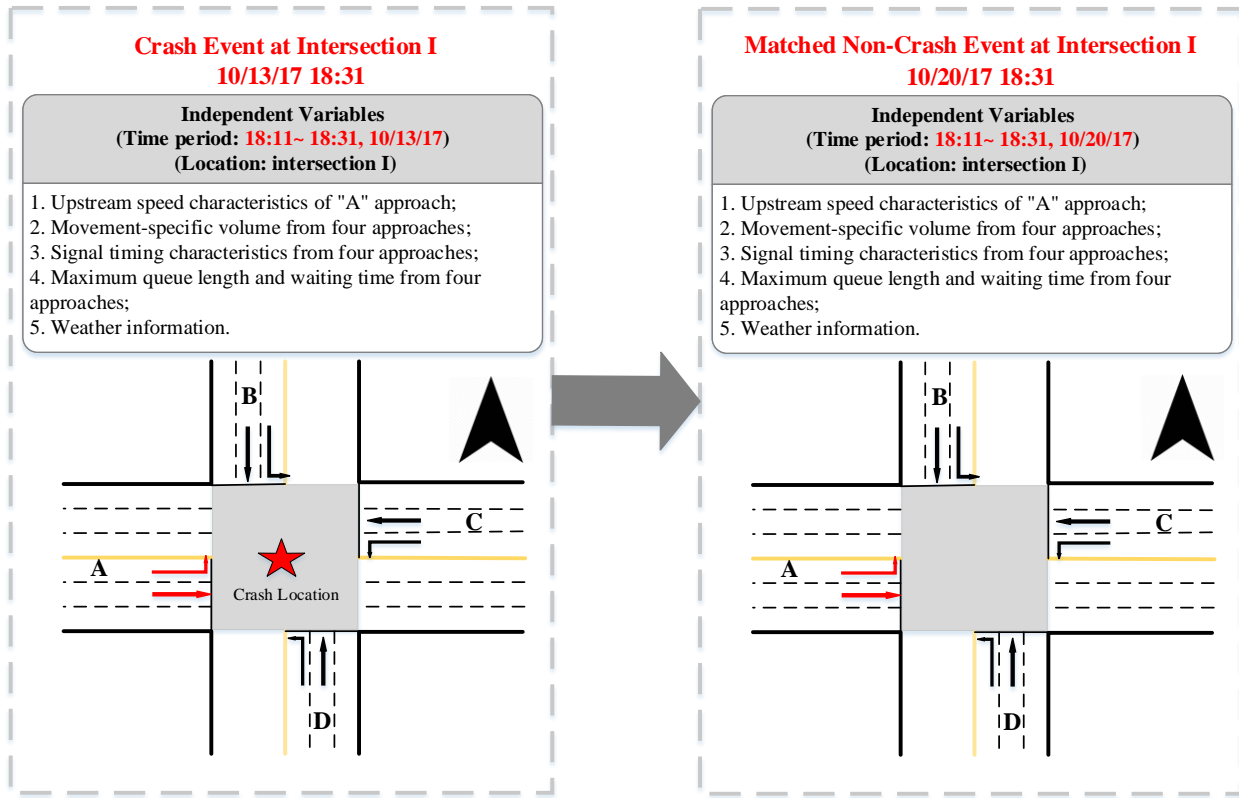 Crash Event at Intersection I
10/13/17 18:31
Independent Variables
(Time period: 18:11~ 18:31, 10/13/17)
(Location: intersection I)
1. Upstream speed characteristics of "A" approach;
2. Movement-specific volume from four approaches;
3. Signal timing characteristics from four approaches;
4. Maximum queue length and waiting time from four
approaches;
5. Weather information.
B
C
A
Crash Location
D
Matched Non-Crash Event at Intersection I
10/20/17 18:31
Independent Variables
(Time period: 18:11~ 18:31, 10/20/17)
(Location: intersection I)
1. Upstream speed characteristics of "A" approach;
2. Movement-specific volume from four approaches;
3. Signal timing characteristics from four approaches;
4. Maximum queue length and waiting time from four
approaches;
5. Weather information.
B
C
A
D